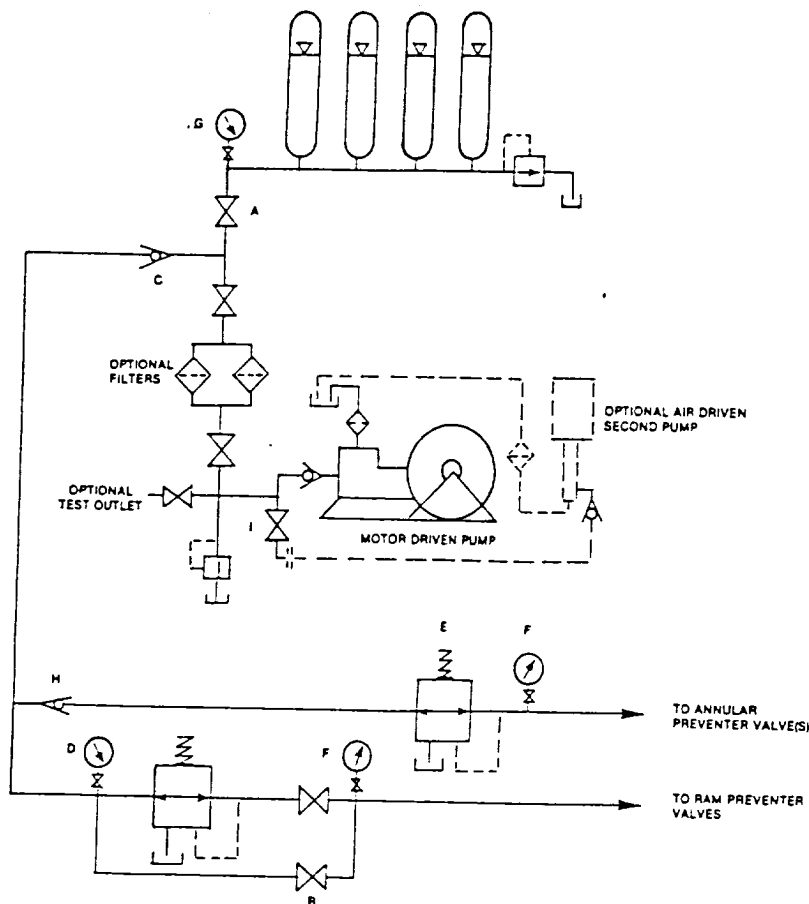 . G
A
C
OPTIONAL
FILTERS
OPTIONAL AIR DRIVEN
SECOND PUMP
OPTIONAL
TEST OUTLET
I
MOTOR DRIVEN PUMP
E
F
H
TO ANNULAR
PREVENTER VALVE(S)
D
F
TO RAM PREVENTER
VALVES
B